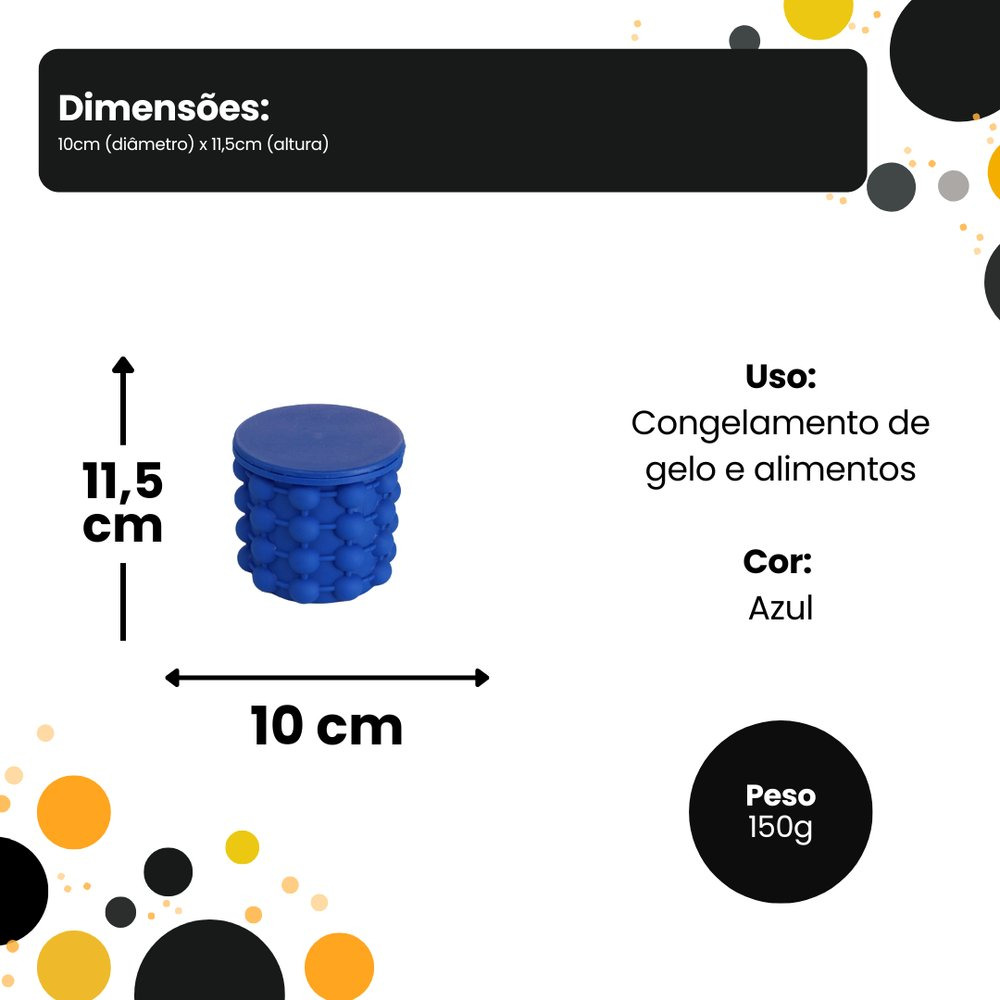 Dimensões:
10cm (diâmetro) x 11,5cm (altura)
11,5
cm
10 cm
Uso:
Congelamento de
gelo e alimentos
Cor:
Azul
Peso
150g